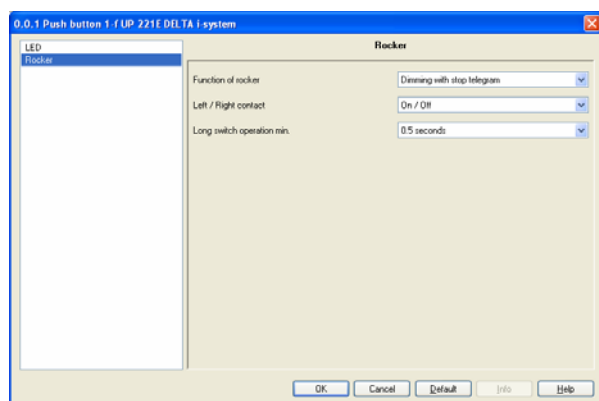 0.0.1 Push button 1-f UP 221E DELTA i-system
LED
Rocker
Rocker
Function of rocker
Dimming with stop telegram
Left / Right contact
On / Off
Long switch operation min.
0.5 seconds
OK
Cancel
Default
Info
Help